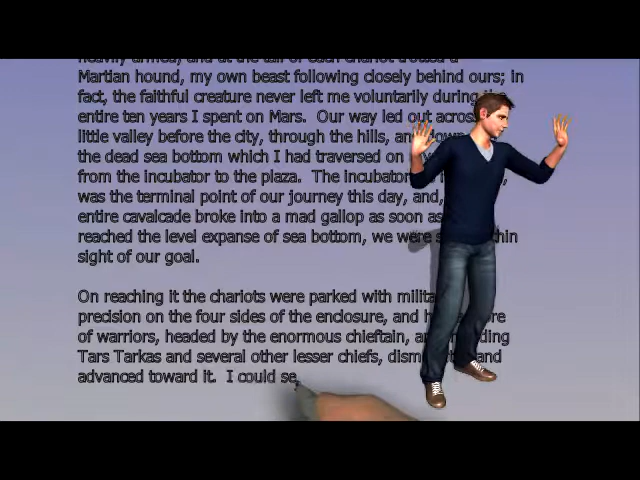 Martian hound, my own beast following closely behind ours; in
fact, the faithful creature never left me voluntarily during the
entire ten years I spent on Mars. Our way led out across
little valley before the city, through the hills, and down
the dead sea bottom which I had traversed on
from the incubator to the plaza. The incubator
was the terminal point of our journey this day, and,
entire cavalcade broke into a mad gallop as soon as
reached the level expanse of sea bottom, we were
sight of our goal.
On reaching it the chariots were parked with
precision on the four sides of the enclosure, and
of warriors, headed by the enormous chieftain,
Tars Tarkas and several other lesser chiefs, and
advanced toward it. I could se